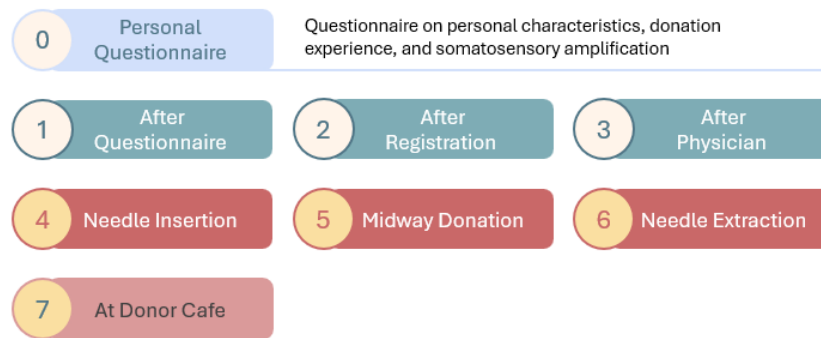 0
Personal
Questionnaire
Questionnaire on personal characteristics, donation
experience, and somatosensory amplification
1
After
Questionnaire
2
After
Registration
3
After
Physician
4
Needle Insertion
5
Midway Donation
6
Needle Extraction
7
At Donor Cafe